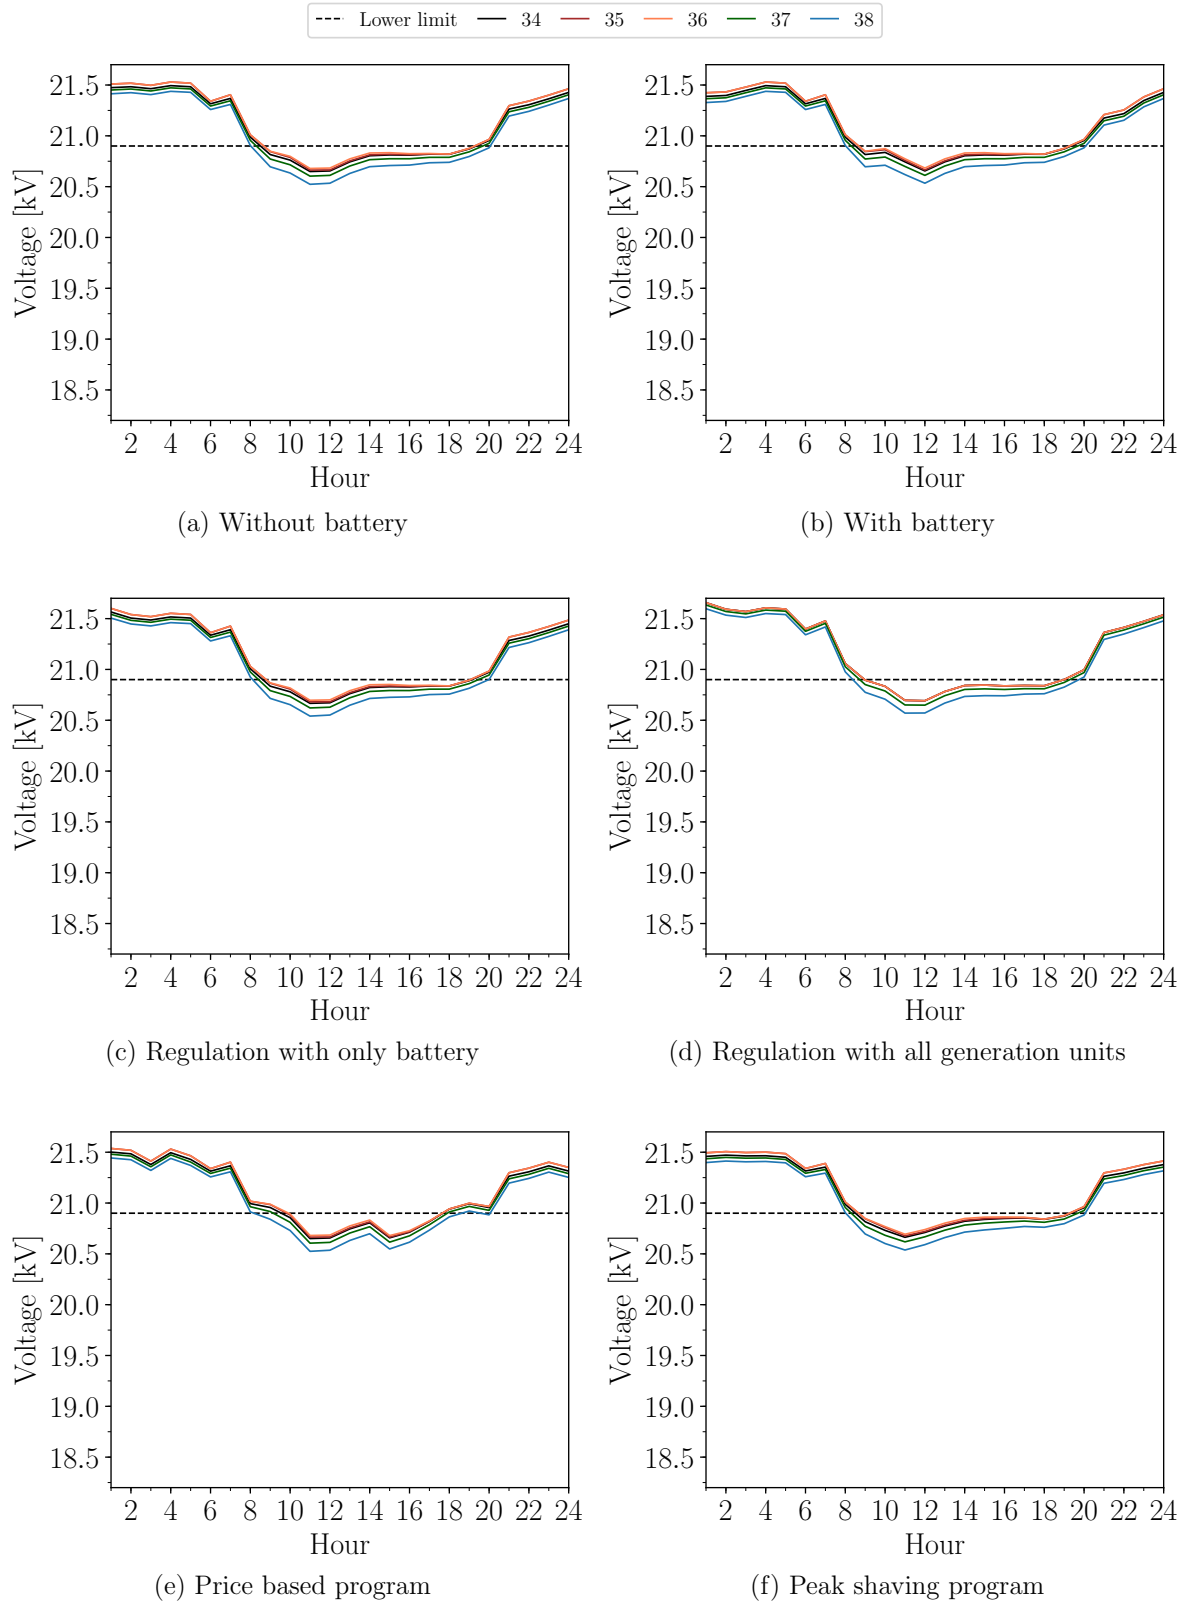 Lower limit 34 35 36 37 38
21.5 21.0 20.5 20.0 19.5 19.0 18.5
Voltage [kV]
2 4 6 8 10 12 14 16 18 20 22 24
Hour
(a) Without battery
21.5 21.0 20.5 20.0 19.5 19.0 18.5
Voltage [kV]
2 4 6 8 10 12 14 16 18 20 22 24
Hour
(b) With battery
21.5 21.0 20.5 20.0 19.5 19.0 18.5
Voltage [kV]
2 4 6 8 10 12 14 16 18 20 22 24
Hour
(c) Regulation with only battery
21.5 21.0 20.5 20.0 19.5 19.0 18.5
Voltage [kV]
2 4 6 8 10 12 14 16 18 20 22 24
Hour
(d) Regulation with all generation units
21.5 21.0 20.5 20.0 19.5 19.0 18.5
Voltage [kV]
2 4 6 8 10 12 14 16 18 20 22 24
Hour
(e) Price based program
21.5 21.0 20.5 20.0 19.5 19.0 18.5
Voltage [kV]
2 4 6 8 10 12 14 16 18 20 22 24
Hour
(f) Peak shaving program